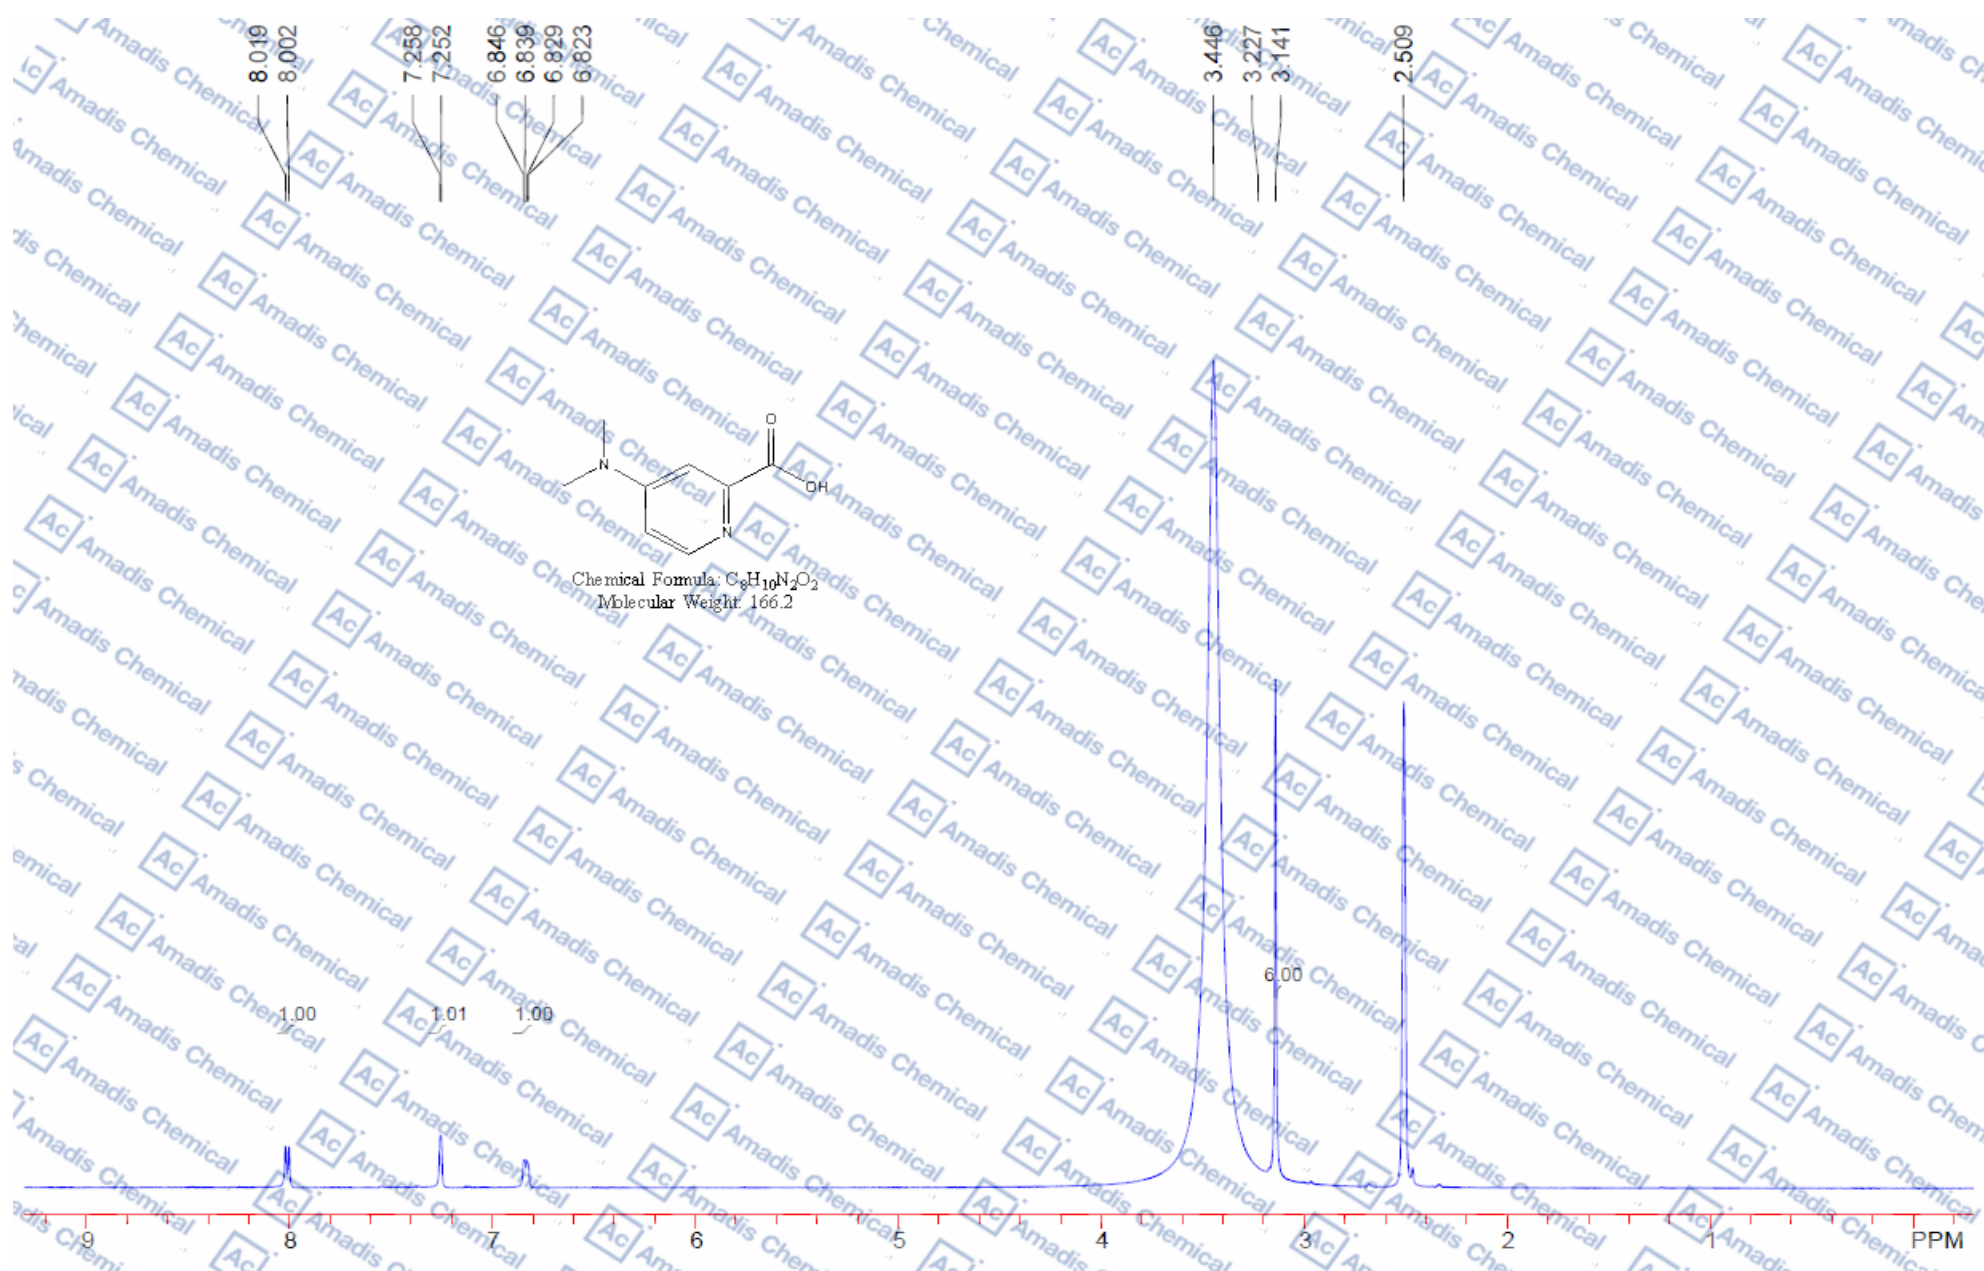 8.019
8.002
7.258
7.252
6.846
6.839
6.829
6.823
3.446
3.227
3.141
2.509
O
N
OH
N
Chemical Formula: C₈H₁₀N₂O₂
Molecular Weight: 166.2
6.00
1.00
1.01
1.00
9 8 7 6 5 4 3 2 1 PPM
Ac Amadis Chemical